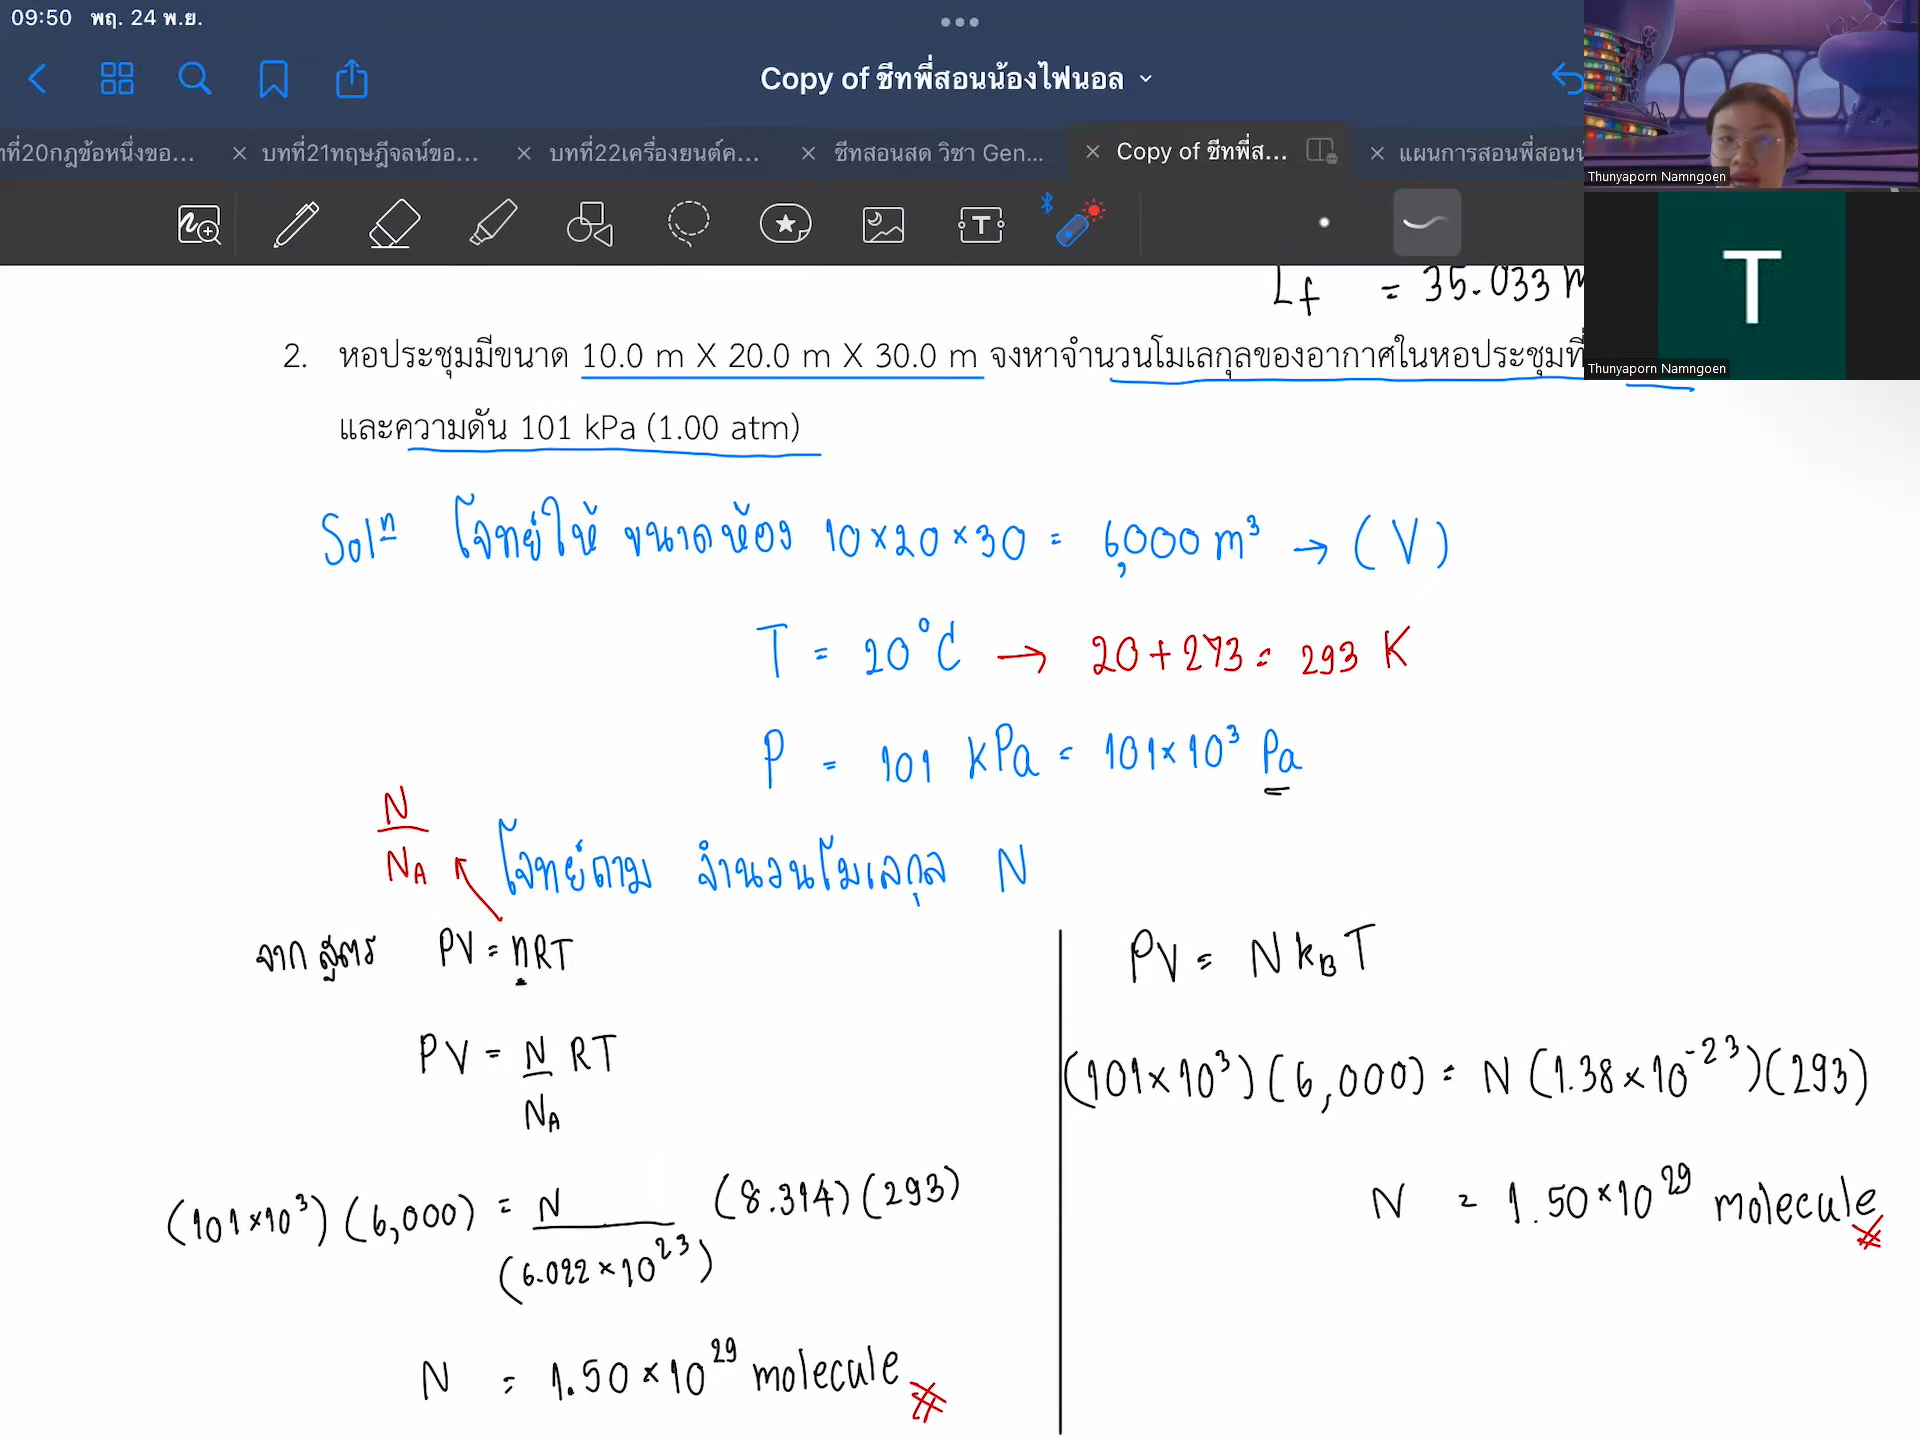 09:50 พฤ. 24 พ.ย.
Copy of ชีทพี่สอนน้องไฟนอล
ที่20กฎข้อหนึ่งขอ... × บทที่21ทฤษฎีจลน์ขอ... × บทที่22เครื่องยนต์ค... × ชีทสอนสด วิชา Gen... × Copy of ชีทพี่ส... × แผนการสอนพี่สอน
Thunyaporn Namngoen
T
Thunyaporn Namngoen
Lf = 35.033 m
2. หอประชุมมีขนาด 10.0 m X 20.0 m X 30.0 m จงหาจำนวนโมเลกุลของอากาศในหอประชุมที่
และความดัน 101 kPa (1.00 atm)
Solⁿ โจทย์ให้ ขนาดห้อง 10×20×30 = 6,000 m³ → (V)
T = 20°C → 20+273 = 293 K
P = 101 kPa = 101×10³ Pa
N
NA
โจทย์ถาม จำนวนโมเลกุล N
จากสูตร PV = nRT
PV = N RT
NA
(101×10³)(6,000) = N (8.314)(293)
(6.022×10²³)
N = 1.50×10²⁹ molecule #
PV = NkBT
(101×10³)(6,000) = N(1.38×10⁻²³)(293)
N = 1.50×10²⁹ molecule #